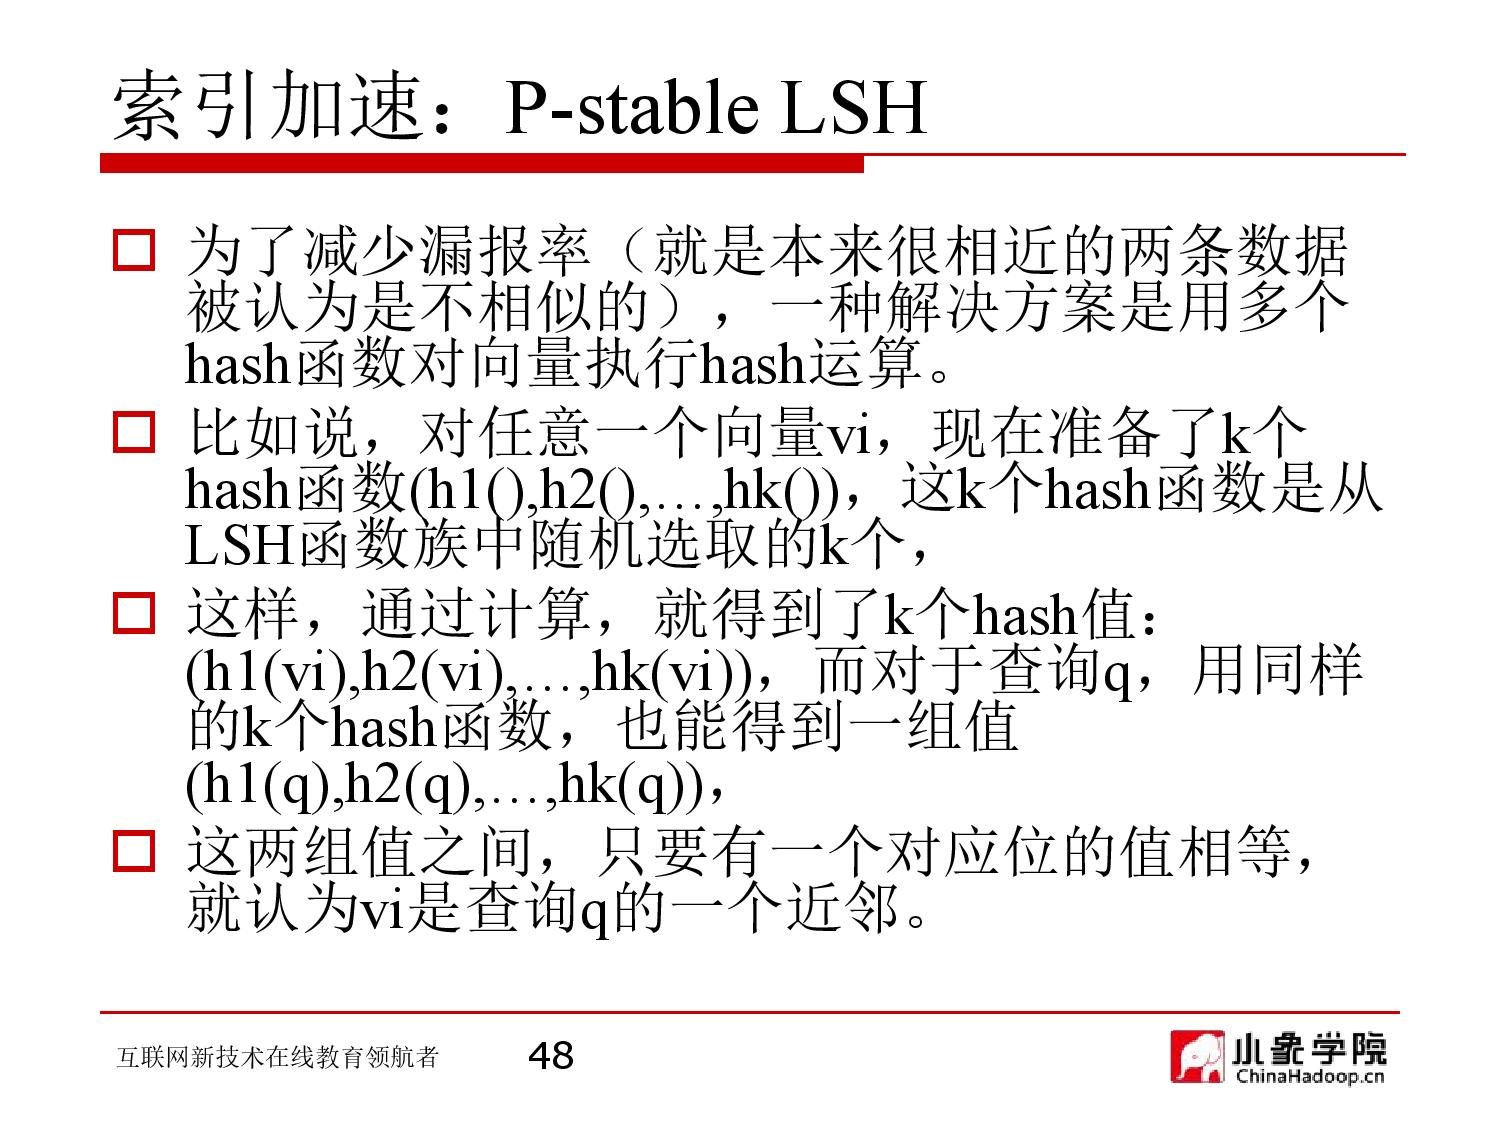 索引加速：P-stable LSH
为了减少漏报率（就是本来很相近的两条数据
被认为是不相似的），一种解决方案是用多个
hash函数对向量执行hash运算。
比如说，对任意一个向量vi，现在准备了k个
hash函数(h1(),h2(),…,hk())，这k个hash函数是从
LSH函数族中随机选取的k个，
这样，通过计算，就得到了k个hash值：
(h1(vi),h2(vi),…,hk(vi))，而对于查询q，用同样
的k个hash函数，也能得到一组值
(h1(q),h2(q),…,hk(q))，
这两组值之间，只要有一个对应位的值相等，
就认为vi是查询q的一个近邻。
互联网新技术在线教育领航者
48
小象学院
ChinaHadoop.cn